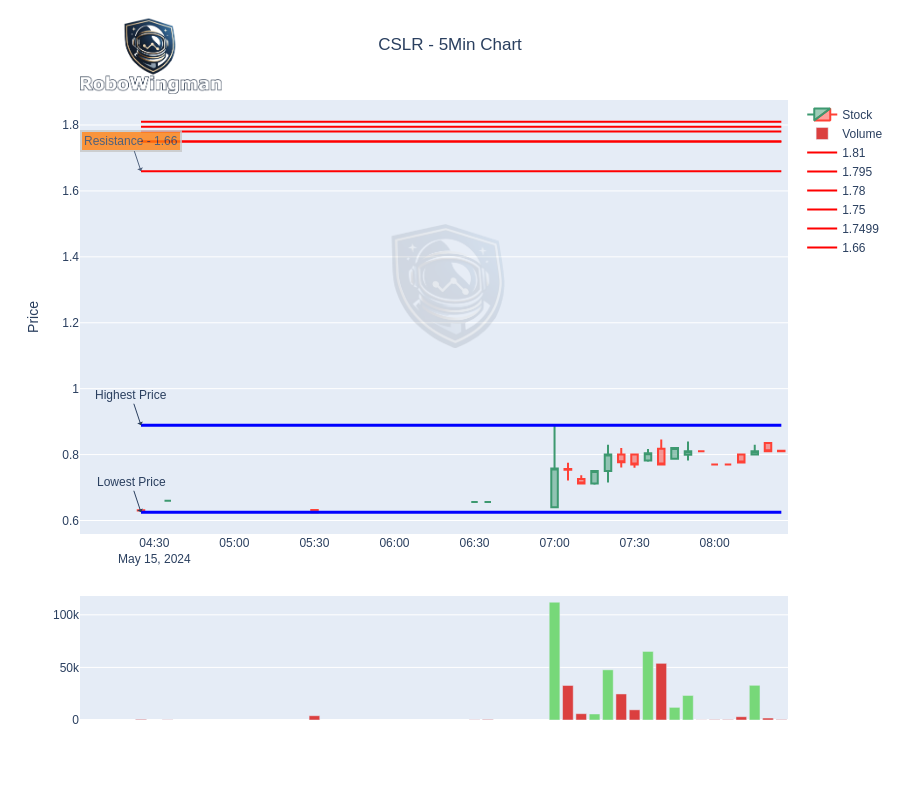 RoboWingman
CSLR - 5Min Chart
Stock
Volume
1.81
1.795
1.78
1.75
1.7499
1.66
Price
1.8
1.6
1.4
1.2
1
0.8
0.6
Resistance - 1.66
Highest Price
Lowest Price
04:30
05:00
05:30
06:00
06:30
07:00
07:30
08:00
May 15, 2024
100k
50k
0